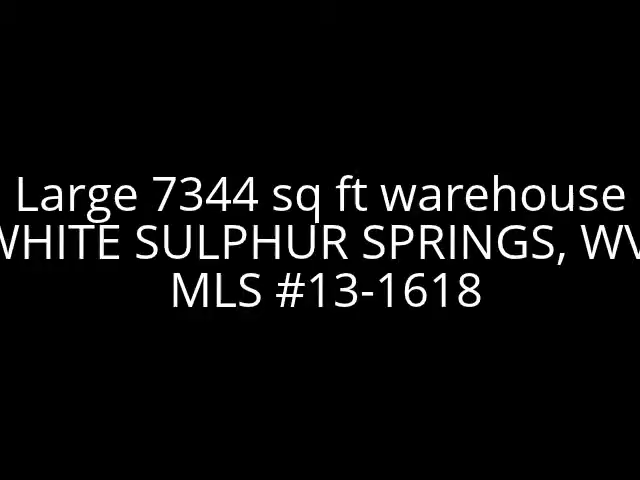 Large 7344 sq ft warehouse
WHITE SULPHUR SPRINGS, WV
MLS #13-1618